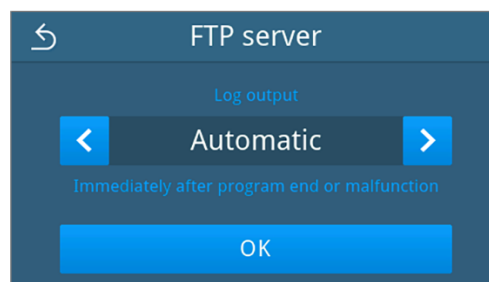 FTP server
Log output
Automatic
Immediately after program end or malfunction
OK